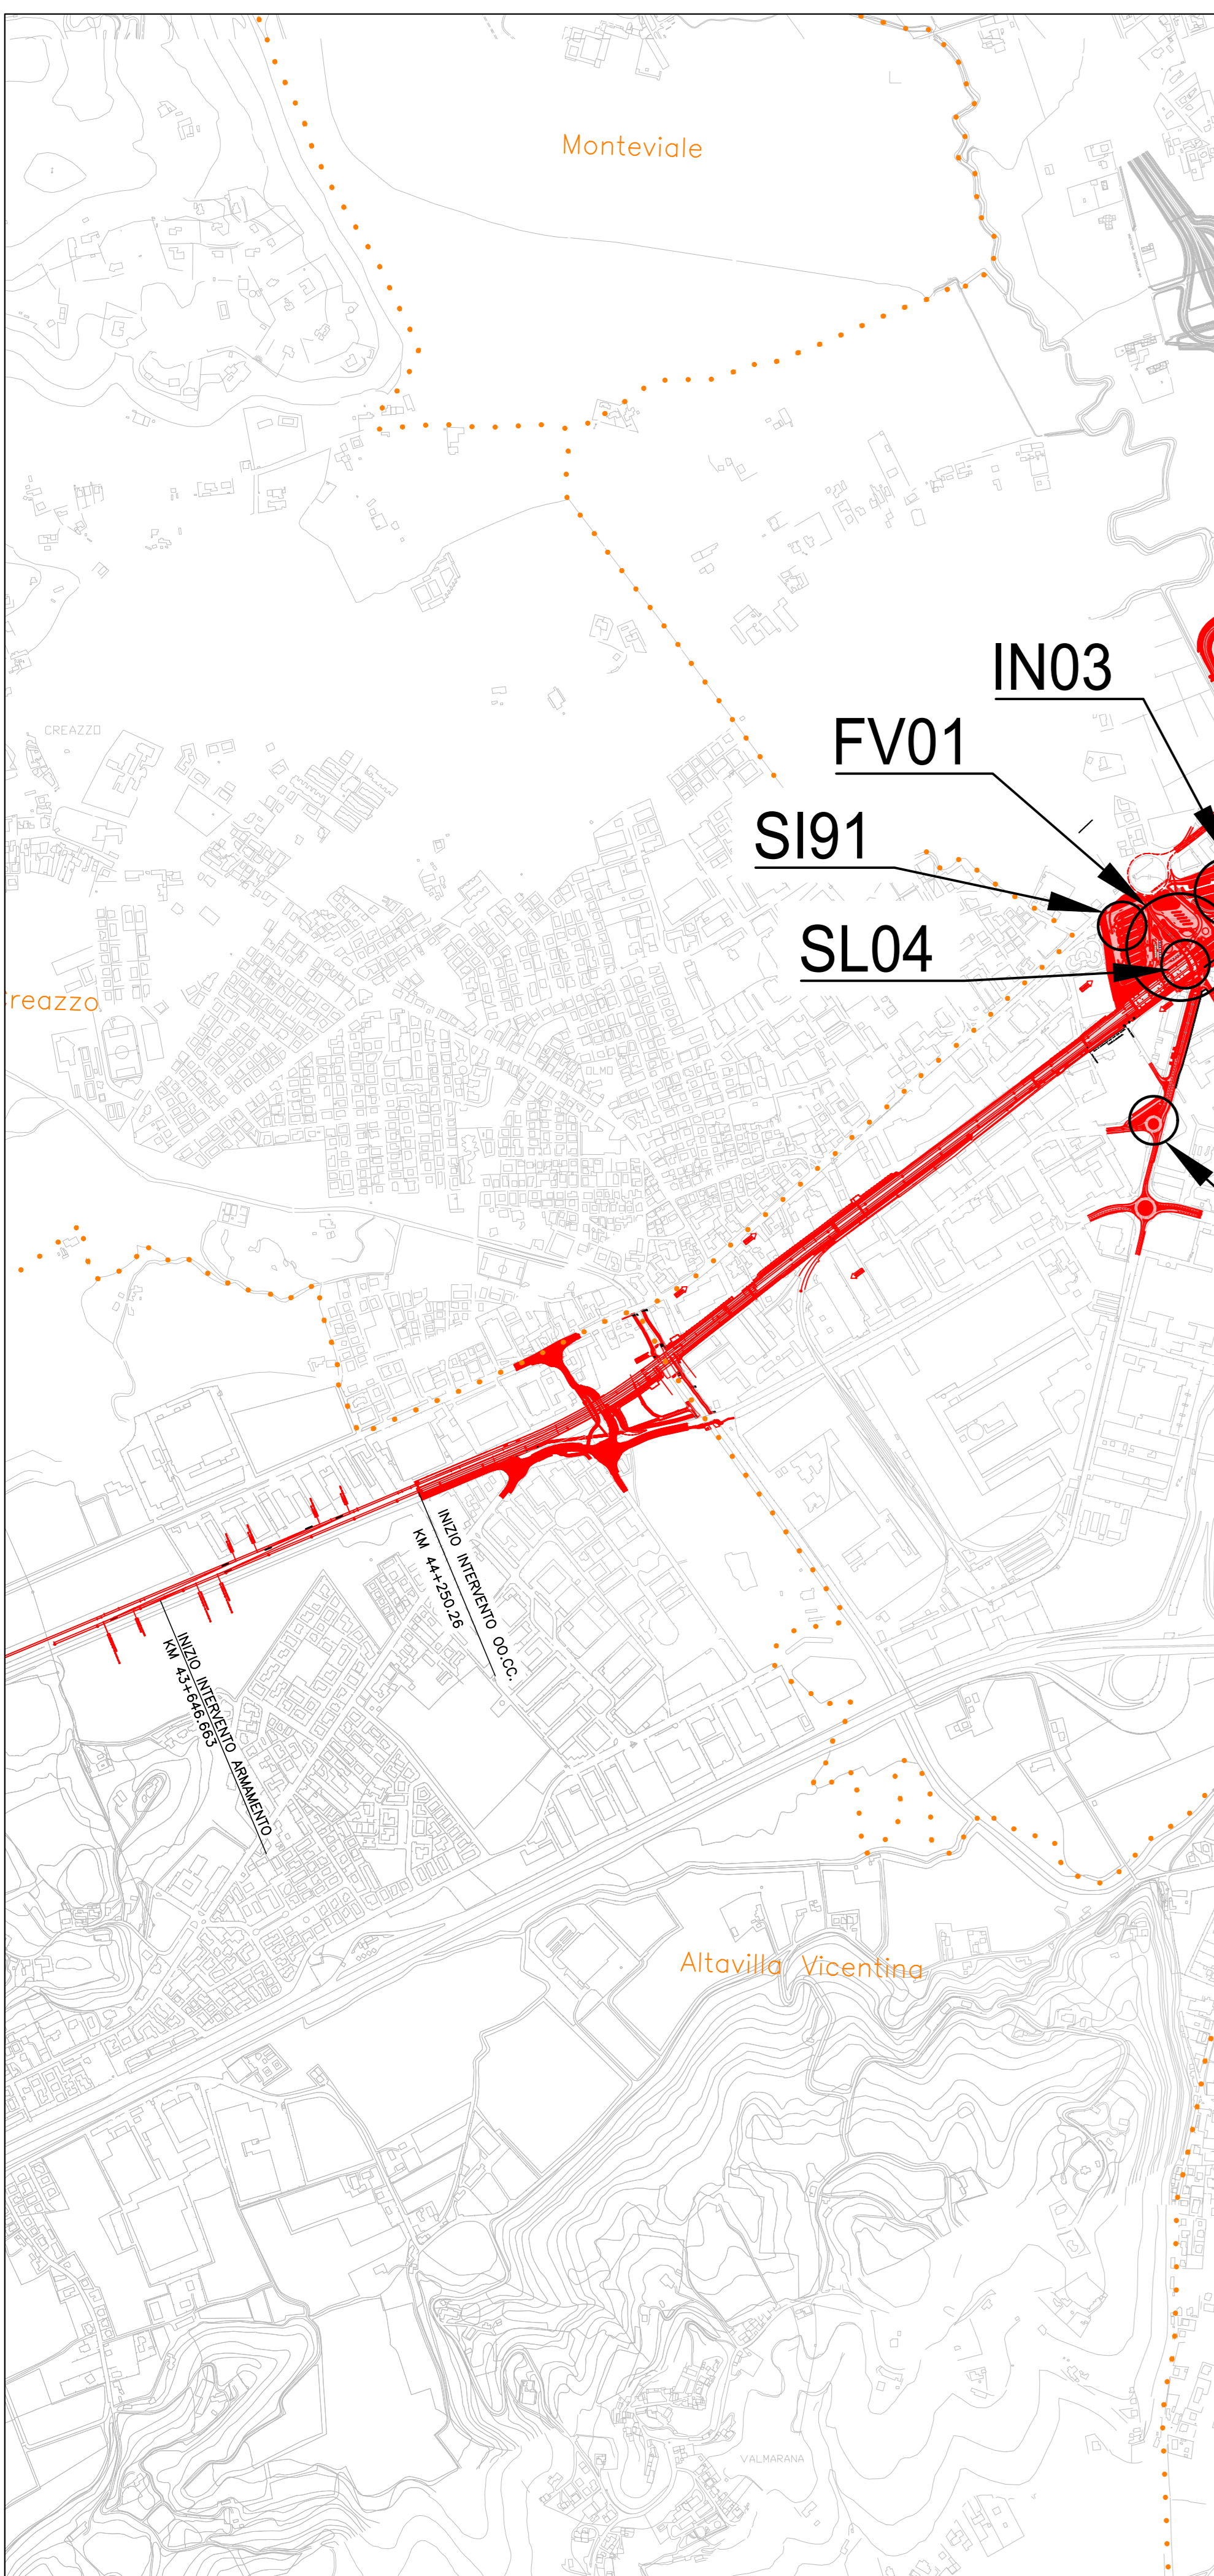 Monteviale
IN03
FV01
CREAZZO
SI91
SL04
reazzo
OLMO
INIZIO INTERVENTO OO.CC.
KM 44+250.26
INIZIO INTERVENTO ARMAMENTO
KM 43+646.663
Altavilla Vicentina
VALMARANA